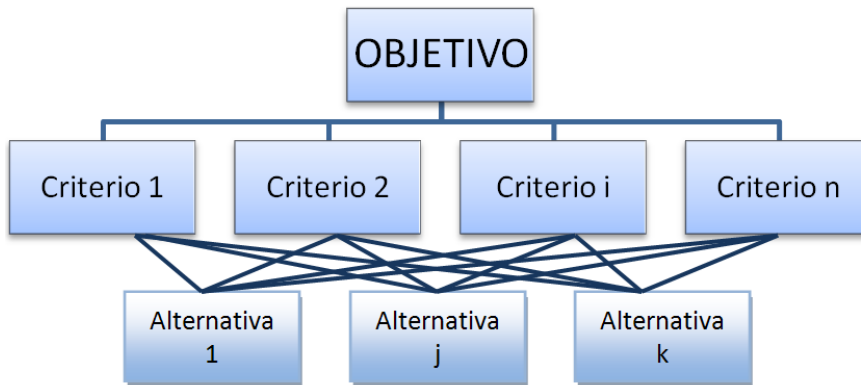 OBJETIVO
Criterio 1
Criterio 2
Criterio i
Criterio n
Alternativa
1
Alternativa
j
Alternativa
k